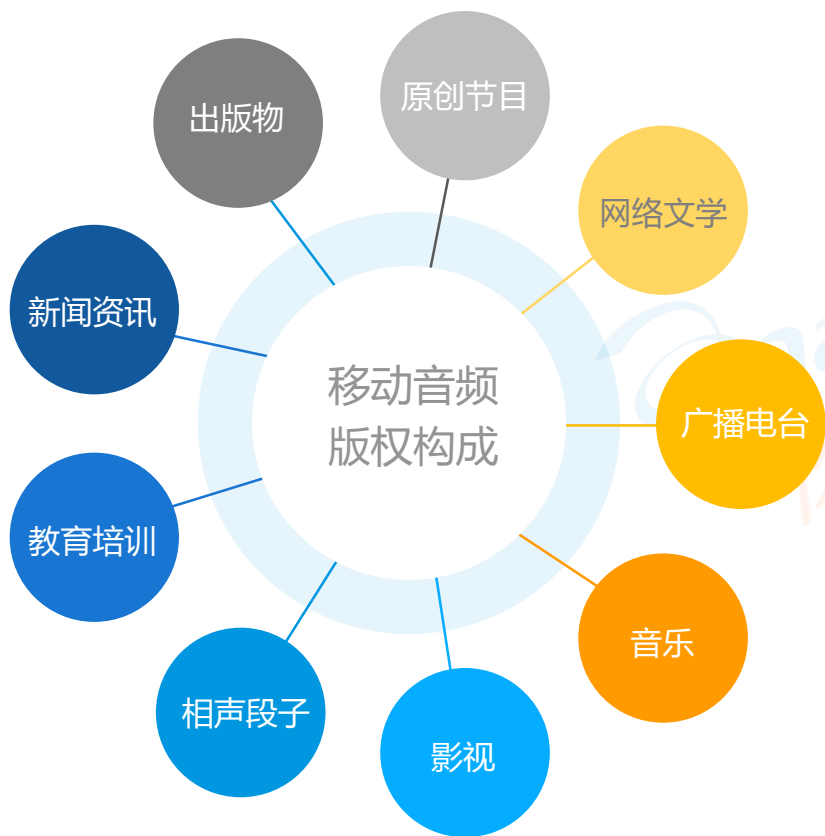 原创节目
出版物
网络文学
新闻资讯
移动音频
版权构成
广播电台
教育培训
音乐
相声段子
影视